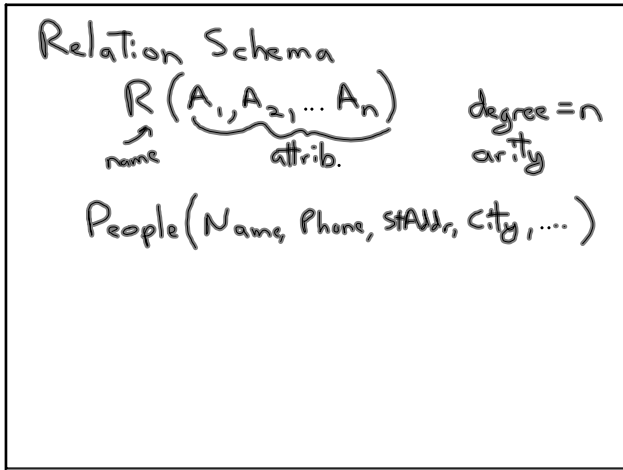 Relation Schema
R(A₁, A₂, ... Aₙ) degree=n
name attrib. arity
People(Name, Phone, StAddr, City, ....)